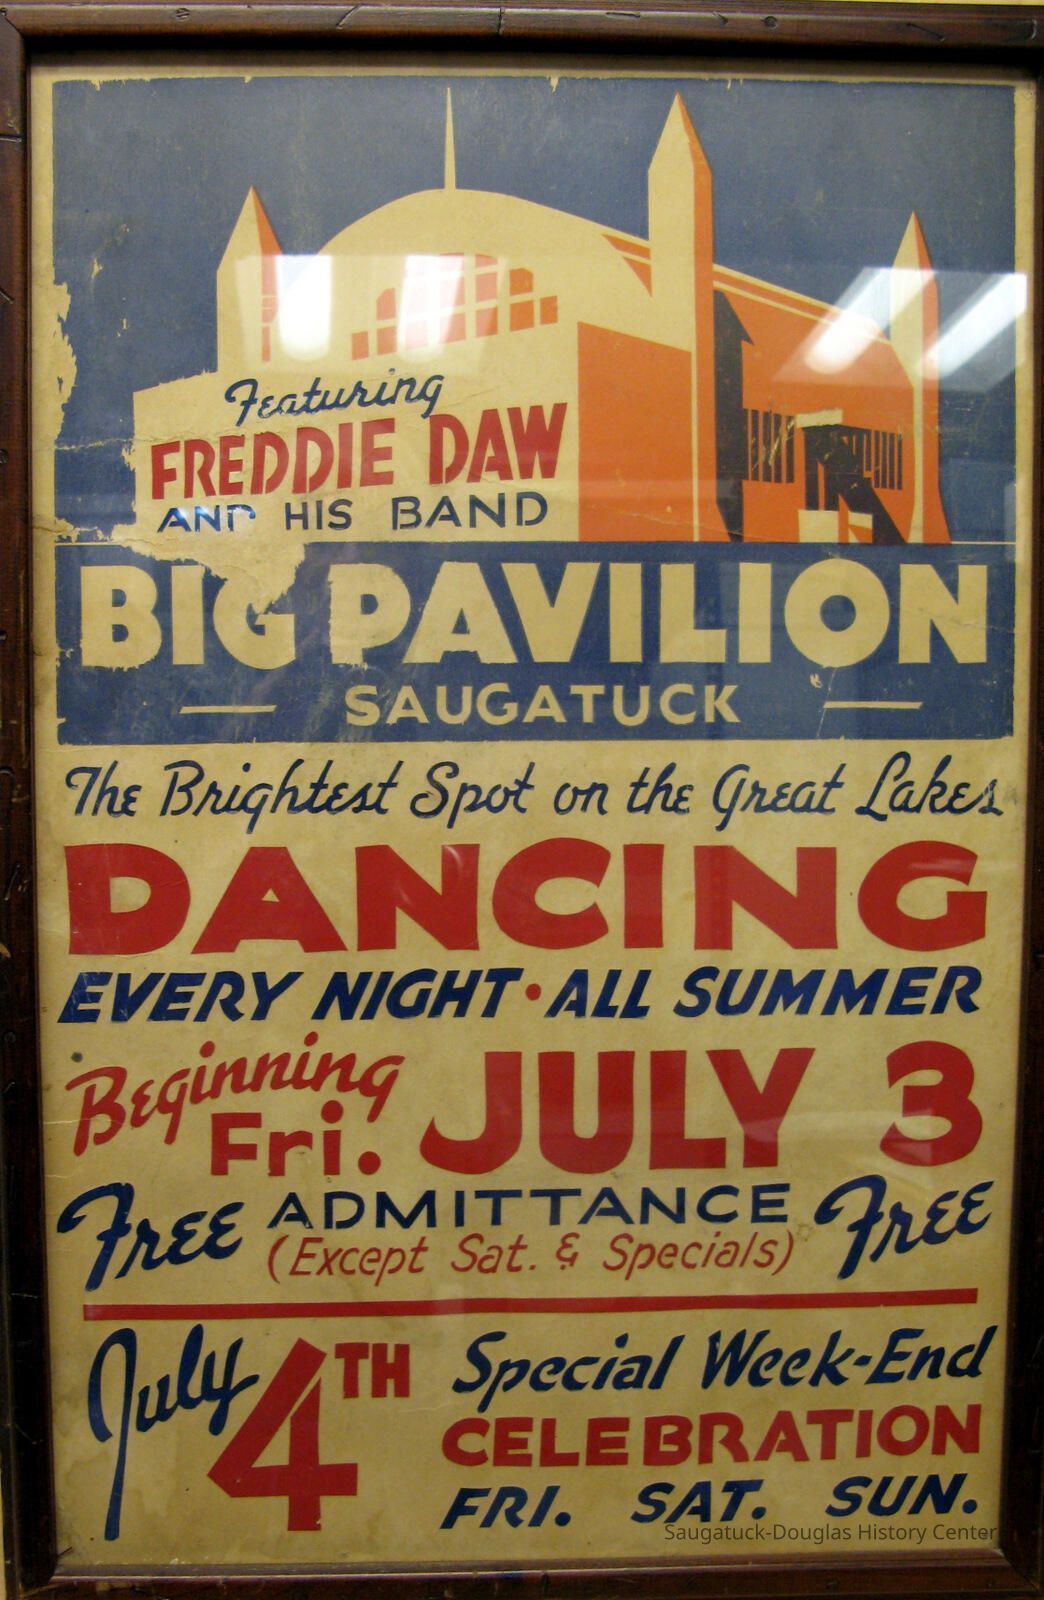 Featuring
FREDDIE DAW
AND HIS BAND
BIG PAVILION
SAUGATUCK
The Brightest Spot on the Great Lakes
DANCING
EVERY NIGHT • ALL SUMMER
Beginning
Fri. JULY 3
Free ADMITTANCE Free
(Except Sat. & Specials)
July 4TH
Special Week-End
CELEBRATION
FRI. SAT. SUN.
Saugatuck-Douglas History Center